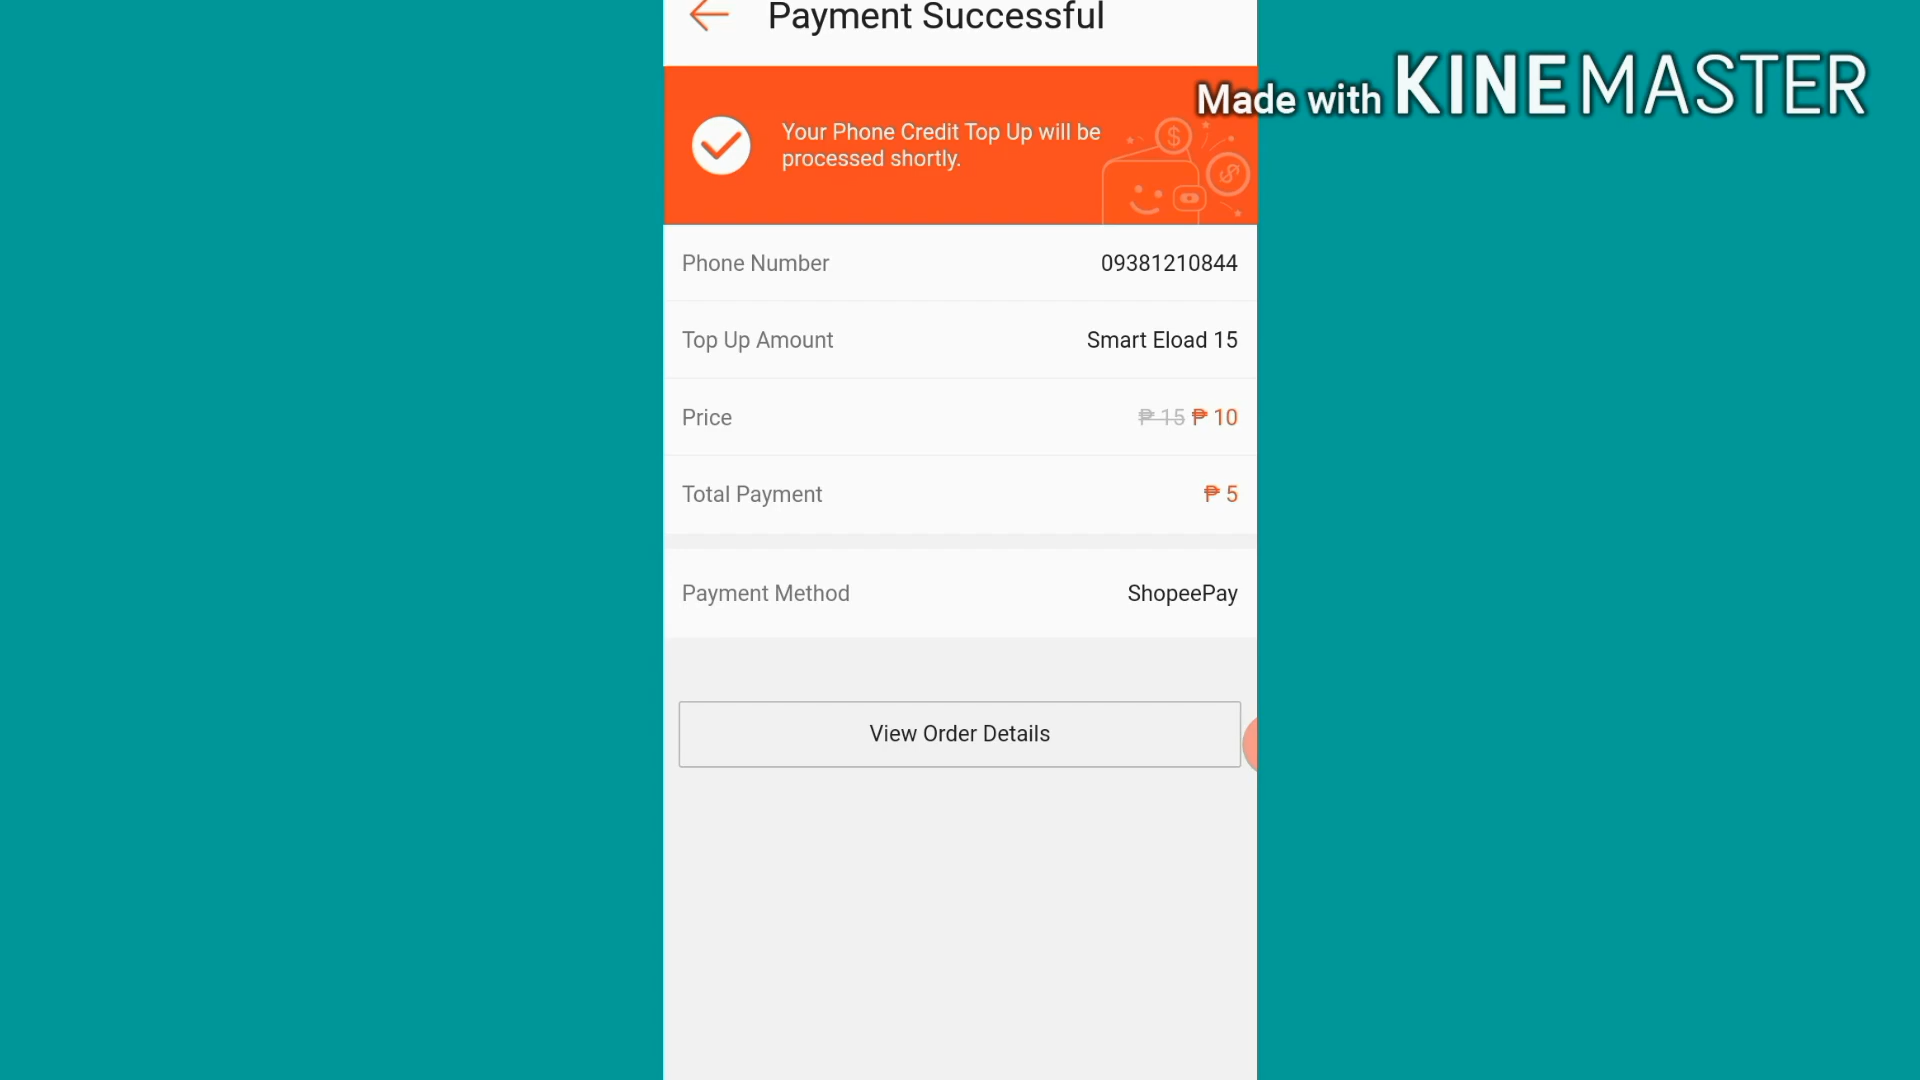 Payment Successful
Made with KINEMASTER
Your Phone Credit Top Up will be
processed shortly.
Phone Number 09381210844
Top Up Amount Smart Eload 15
Price ₱ 15 ₱ 10
Total Payment ₱ 5
Payment Method ShopeePay
View Order Details